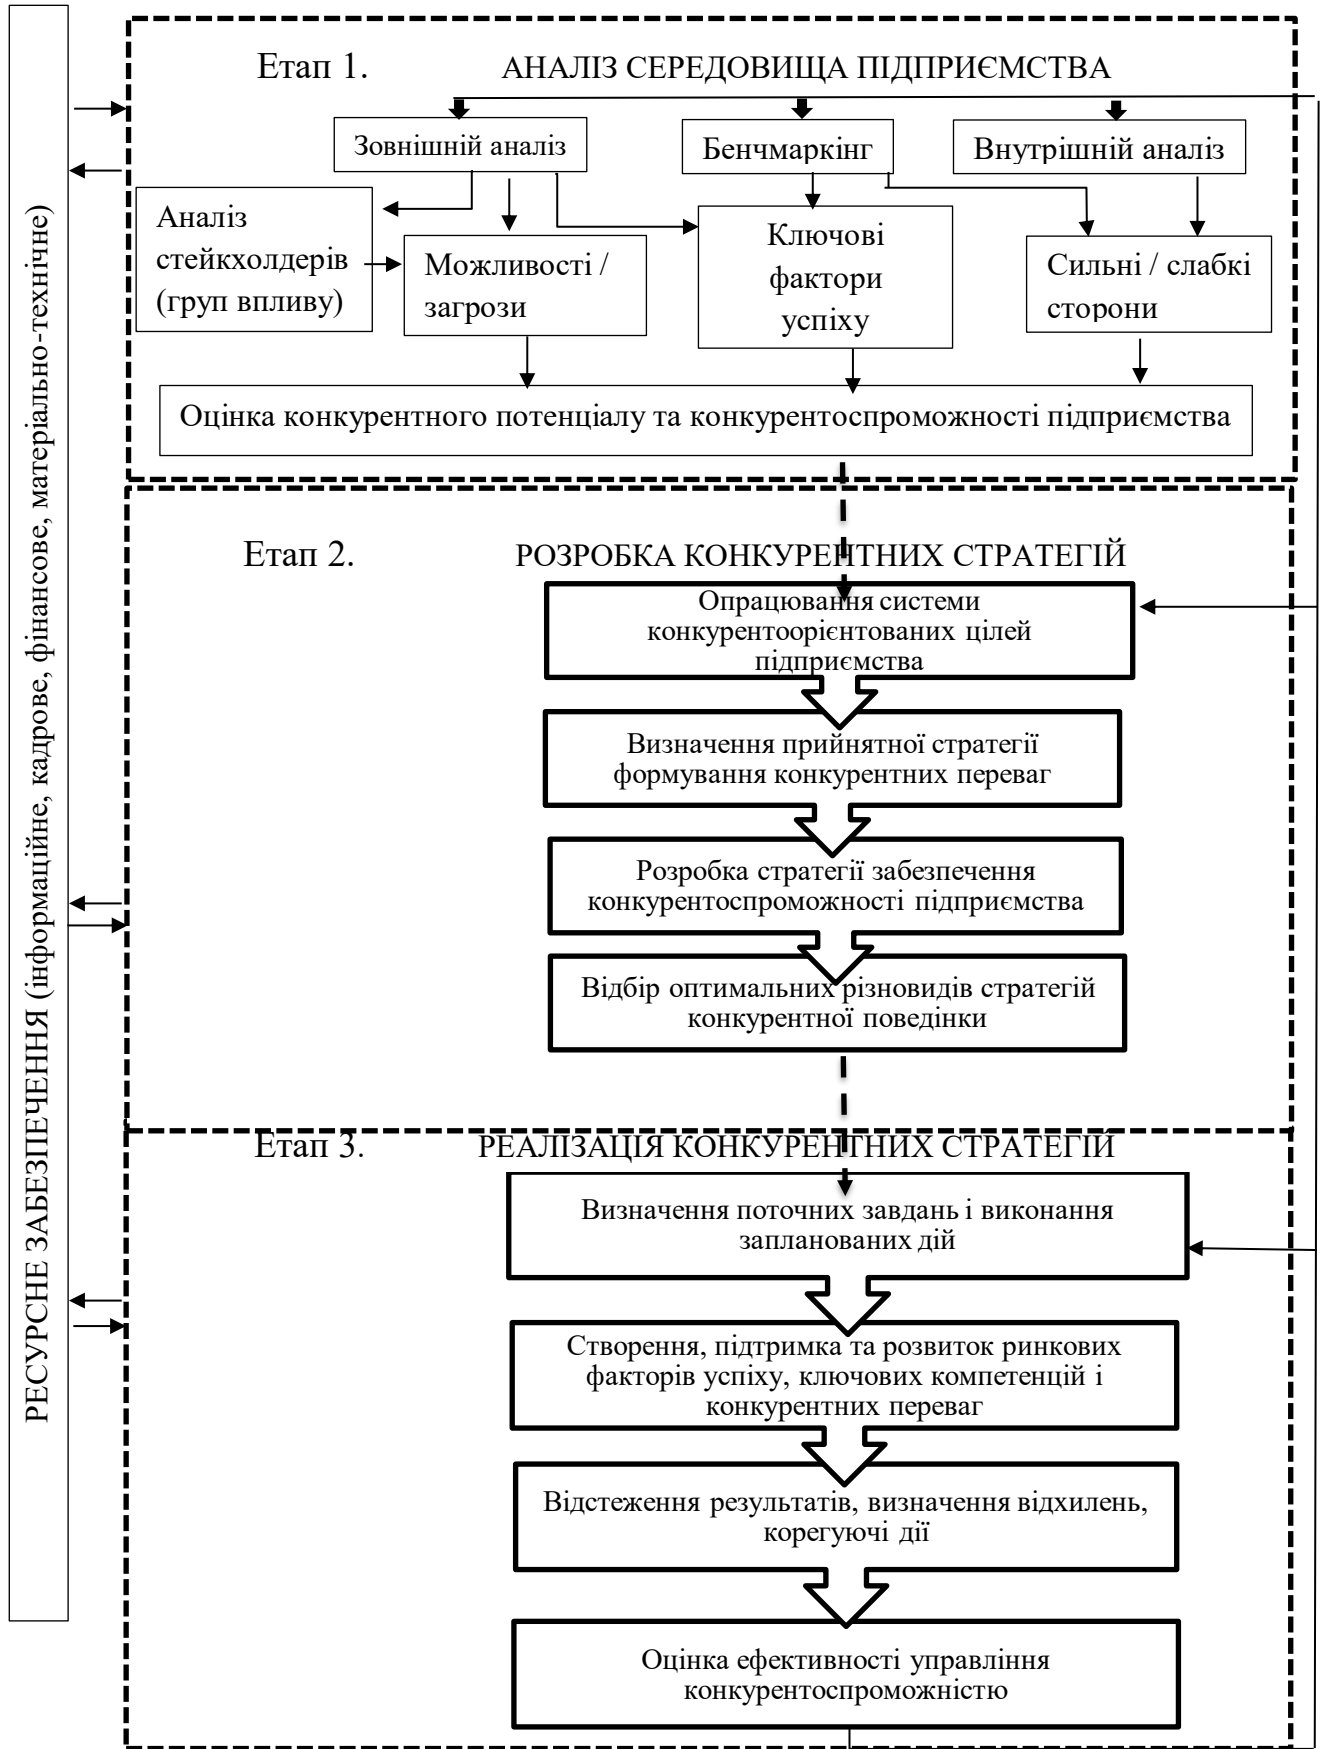 РЕСУРСНЕ ЗАБЕЗПЕЧЕННЯ (інформаційне, кадрове, фінансове, матеріально-технічне)
Етап 1. АНАЛІЗ СЕРЕДОВИЩА ПІДПРИЄМСТВА
Зовнішній аналіз
Бенчмаркінг
Внутрішній аналіз
Аналіз
стейкхолдерів
(груп впливу)
Можливості /
загрози
Ключові
фактори
успіху
Сильні / слабкі
сторони
Оцінка конкурентного потенціалу та конкурентоспроможності підприємства
Етап 2. РОЗРОБКА КОНКУРЕНТНИХ СТРАТЕГІЙ
Опрацювання системи
конкурентоорієнтованих цілей
підприємства
Визначення прийнятної стратегії
формування конкурентних переваг
Розробка стратегії забезпечення
конкурентоспроможності підприємства
Відбір оптимальних різновидів стратегій
конкурентної поведінки
Етап 3. РЕАЛІЗАЦІЯ КОНКУРЕНТНИХ СТРАТЕГІЙ
Визначення поточних завдань і виконання
запланованих дій
Створення, підтримка та розвиток ринкових
факторів успіху, ключових компетенцій і
конкурентних переваг
Відстеження результатів, визначення відхилень,
корегуючі дії
Оцінка ефективності управління
конкурентоспроможністю